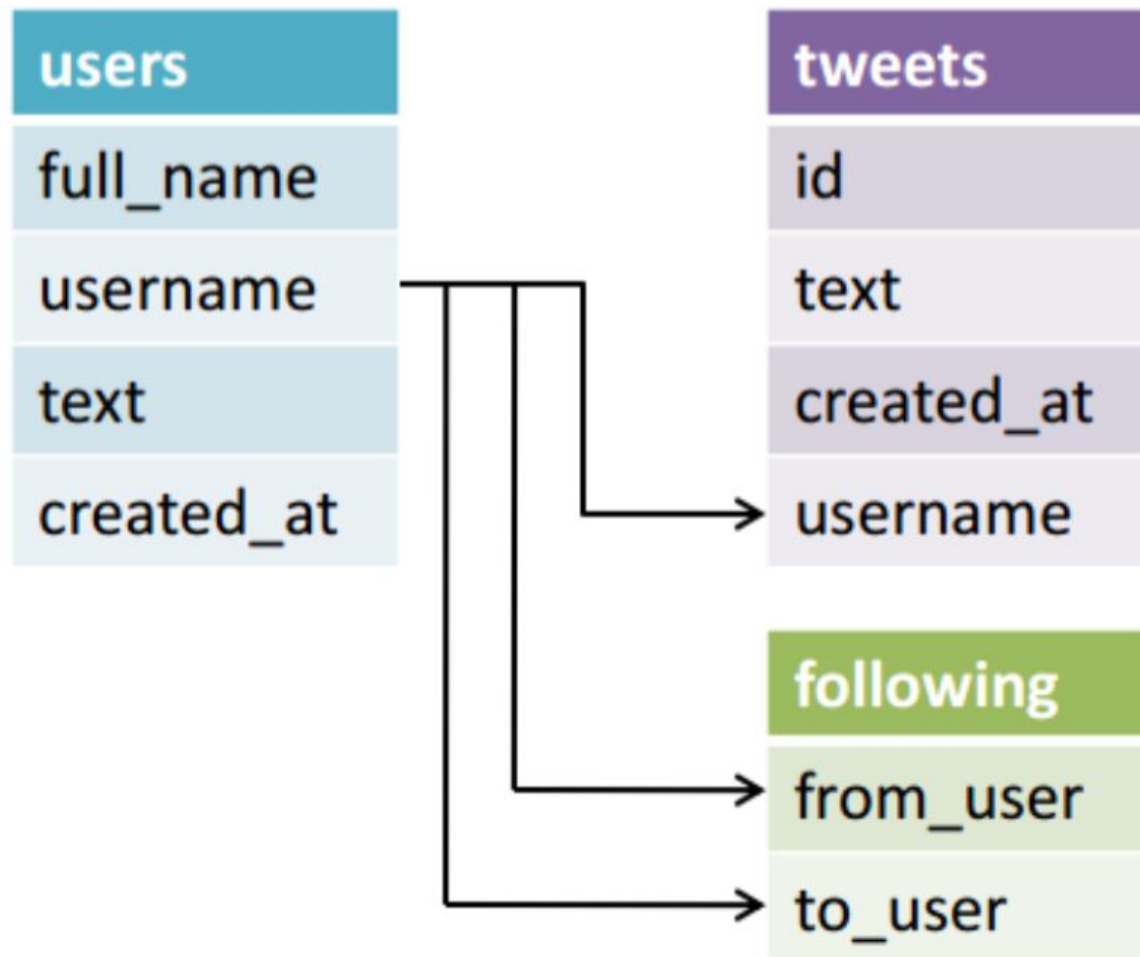 users
full_name
username
text
created_at
tweets
id
text
created_at
username
following
from_user
to_user